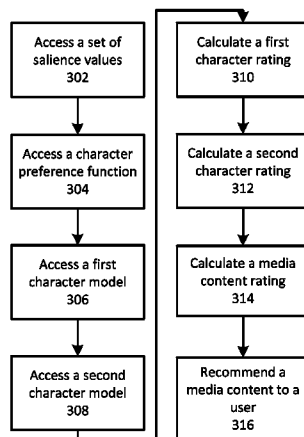 Access a set of
salience values
302
Access a character
preference function
304
Access a first
character model
306
Access a second
character model
308
Calculate a first
character rating
310
Calculate a second
character rating
312
Calculate a media
content rating
314
Recommend a
media content to a
user
316